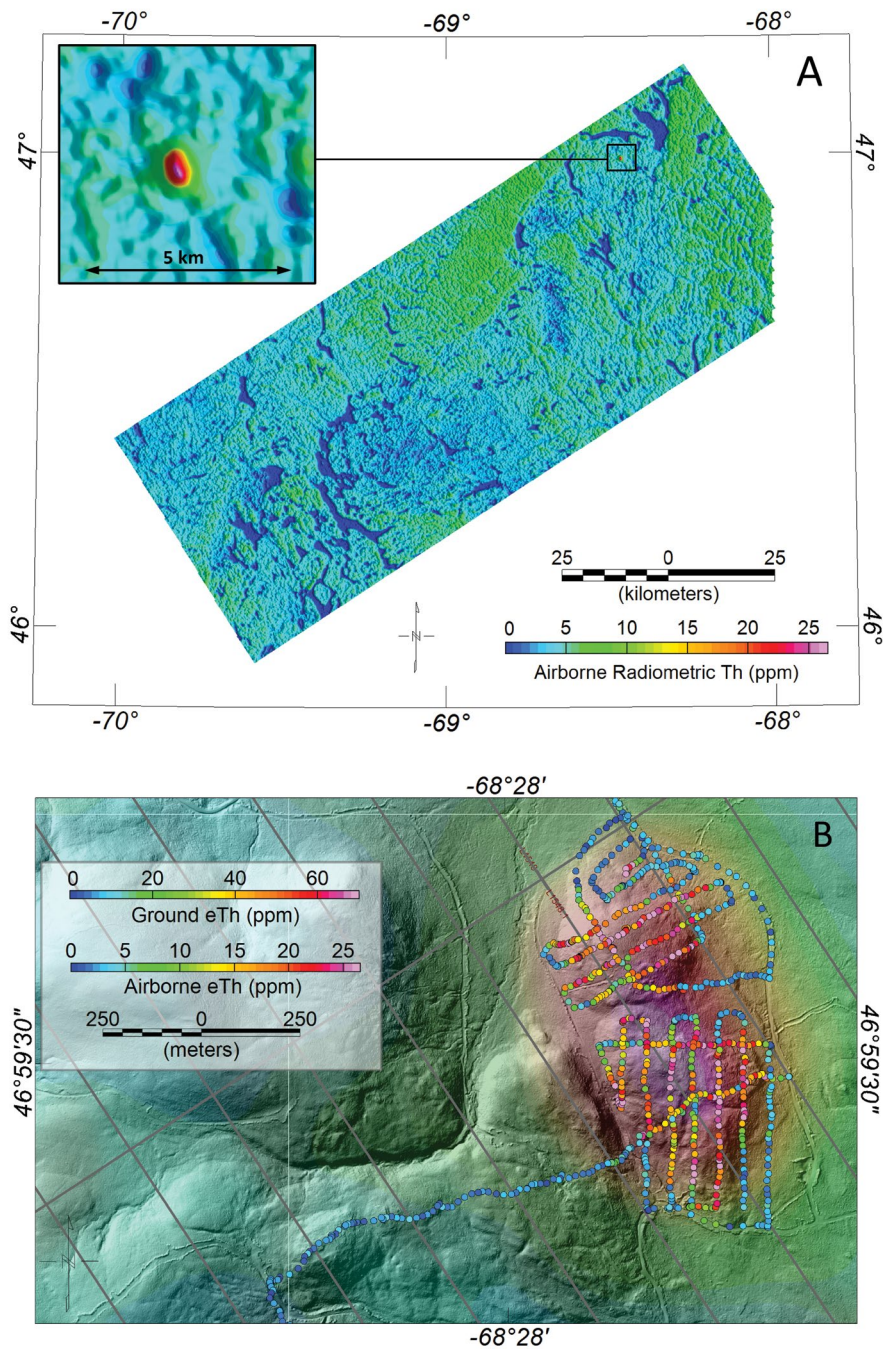 -70° -69° -68°
A
5 km
47° 47°
25 0 25
(kilometers)
0 5 10 15 20 25
Airborne Radiometric Th (ppm)
N
46° 46°
-70° -69° -68°
-68°28'
B
0 20 40 60
Ground eTh (ppm)
0 5 10 15 20 25
Airborne eTh (ppm)
250 0 250
(meters)
46°59'30" 46°59'30"
N
-68°28'